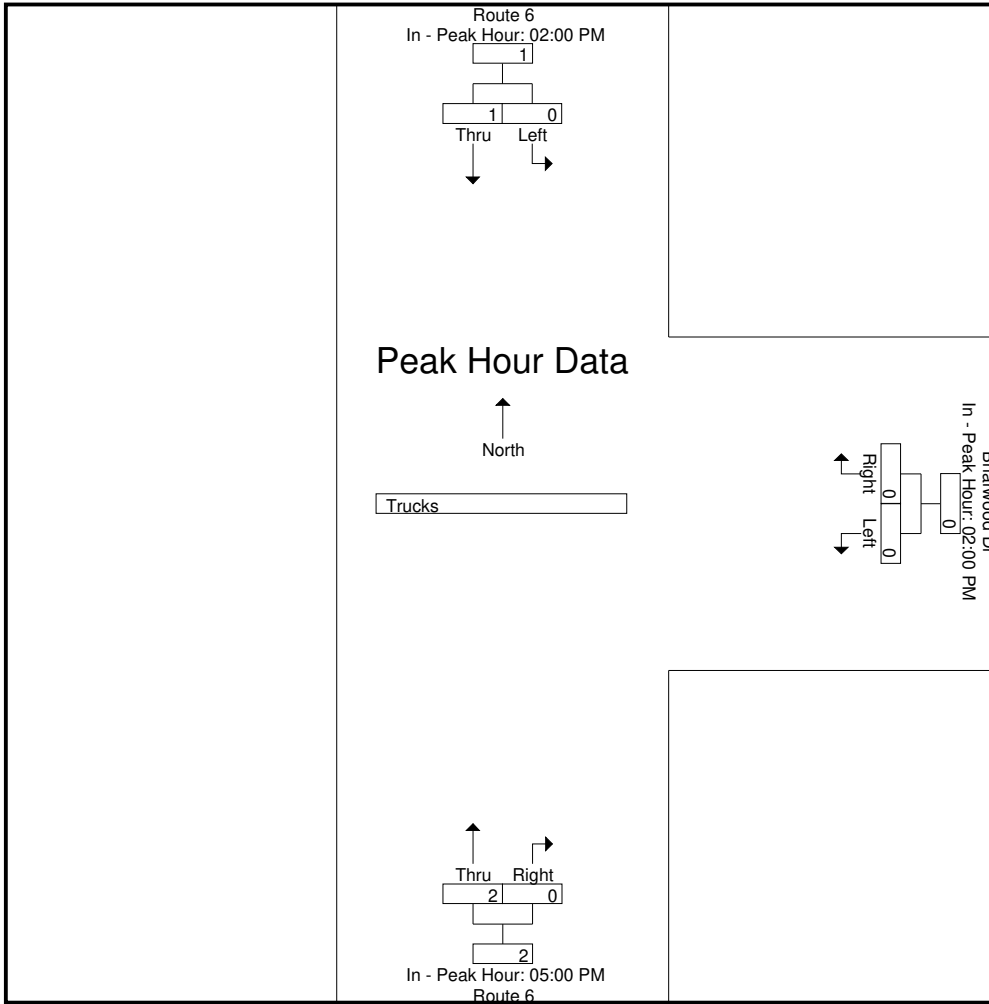 Route 6
In - Peak Hour: 02:00 PM
1
1 0
Thru Left
Peak Hour Data
North
Trucks
Right Left
0 0
0
In - Peak Hour: 02:00 PM
Thru Right
2 0
2
In - Peak Hour: 05:00 PM
Route 6